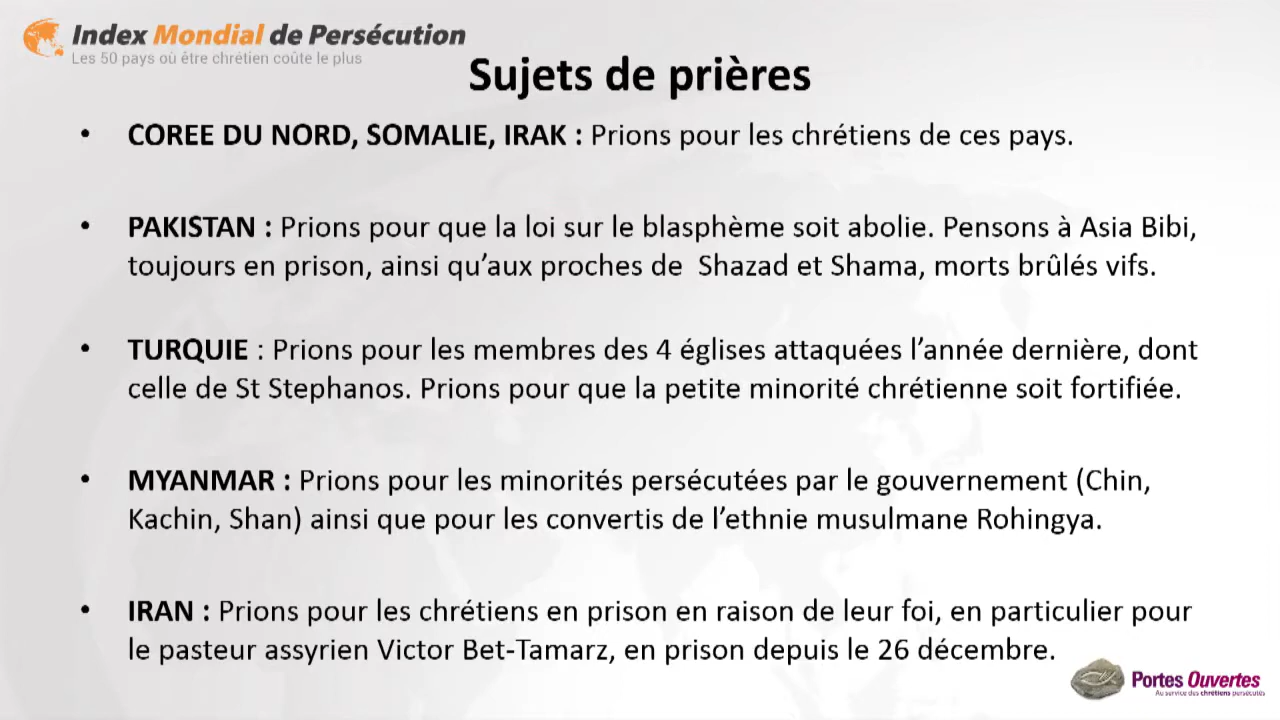 Index Mondial de Persécution
Les 50 pays où être chrétien coûte le plus
Sujets de prières
• COREE DU NORD, SOMALIE, IRAK : Prions pour les chrétiens de ces pays.
• PAKISTAN : Prions pour que la loi sur le blasphème soit abolie. Pensons à Asia Bibi,
toujours en prison, ainsi qu’aux proches de Shazad et Shama, morts brûlés vifs.
• TURQUIE : Prions pour les membres des 4 églises attaquées l’année dernière, dont
celle de St Stephanos. Prions pour que la petite minorité chrétienne soit fortifiée.
• MYANMAR : Prions pour les minorités persécutées par le gouvernement (Chin,
Kachin, Shan) ainsi que pour les convertis de l’ethnie musulmane Rohingya.
• IRAN : Prions pour les chrétiens en prison en raison de leur foi, en particulier pour
le pasteur assyrien Victor Bet-Tamarz, en prison depuis le 26 décembre.
Portes Ouvertes
Au service des chrétiens persécutés